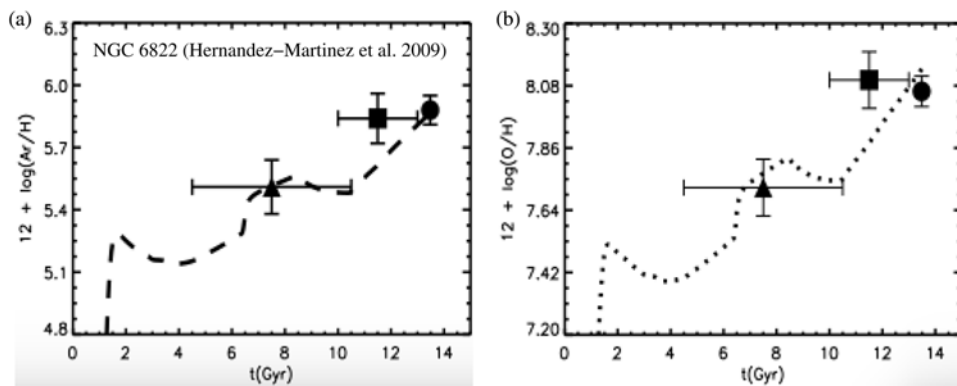 (a)
NGC 6822 (Hernandez–Martinez et al. 2009)
12 + log(Ar/H)
6.3
6.0
5.7
5.4
5.1
4.8
0 2 4 6 8 10 12 14
t(Gyr)
(b)
12 + log(O/H)
8.30
8.08
7.86
7.64
7.42
7.20
0 2 4 6 8 10 12 14
t(Gyr)